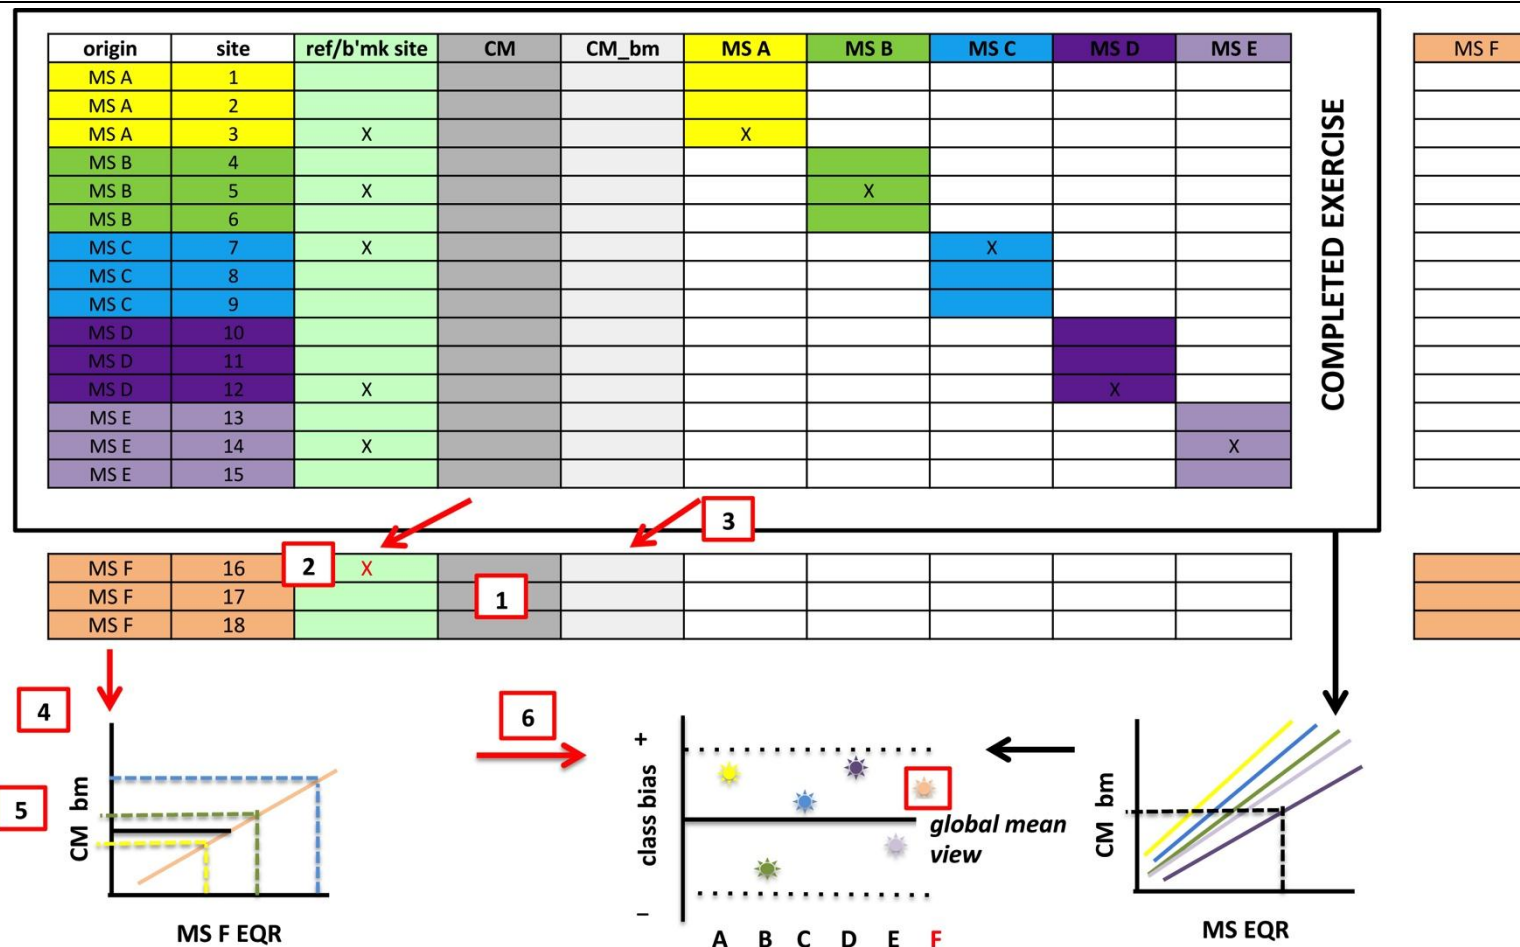 origin site ref/b'mk site CM CM_bm MS A MS B MS C MS D MS E MS F
MS A 1
MS A 2
MS A 3 X X
MS B 4
MS B 5 X X
MS B 6
MS C 7 X X
MS C 8
MS C 9
MS D 10
MS D 11
MS D 12 X X
MS E 13
MS E 14 X X
MS E 15
COMPLETED EXERCISE
3
MS F 16 2 X
MS F 17 1
MS F 18
4
5
CM bm
MS F EQR
6
+
class bias
–
global mean
view
A B C D E F
CM bm
MS EQR